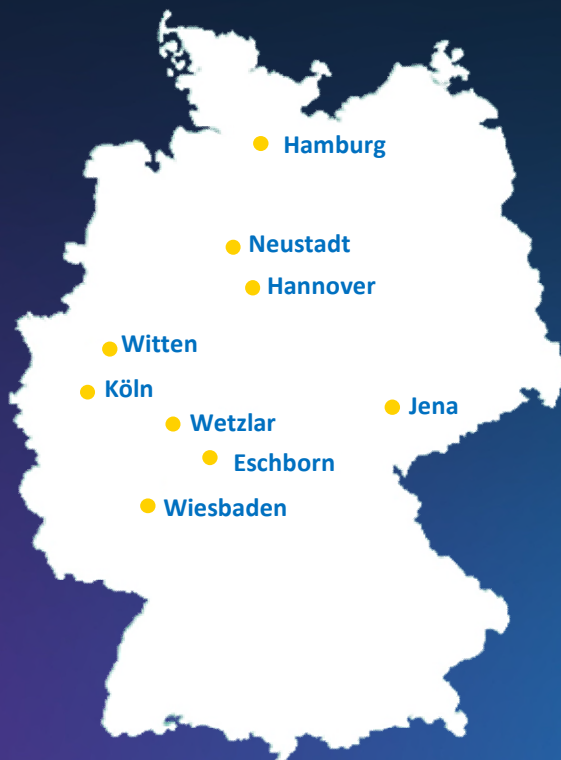 Hamburg
Neustadt
Hannover
Witten
Köln
Jena
Wetzlar
Eschborn
Wiesbaden